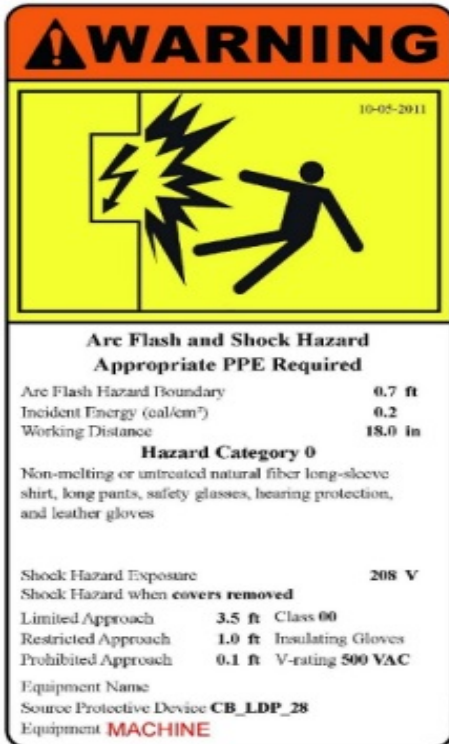 WARNING
10-05-2011
Arc Flash and Shock Hazard
Appropriate PPE Required
Arc Flash Hazard Boundary 0.7 ft
Incident Energy (cal/cm²) 0.2
Working Distance 18.0 in
Hazard Category 0
Non-melting or untreated natural fiber long-sleeve
shirt, long pants, safety glasses, hearing protection,
and leather gloves
Shock Hazard Exposure 208 V
Shock Hazard when covers removed
Limited Approach 3.5 ft Class 00
Restricted Approach 1.0 ft Insulating Gloves
Prohibited Approach 0.1 ft V-rating 500 VAC
Equipment Name
Source Protective Device CB_LDP_28
Equipment MACHINE